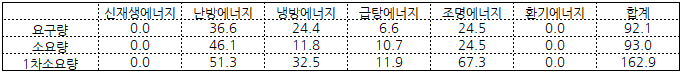 신재생에너지 난방에너지 냉방에너지 급탕에너지 조명에너지 환기에너지 합계
요구량 0.0 36.6 24.4 6.6 24.5 0.0 92.1
소요량 0.0 46.1 11.8 10.7 24.5 0.0 93.0
1차소요량 0.0 51.3 32.5 11.9 67.3 0.0 162.9